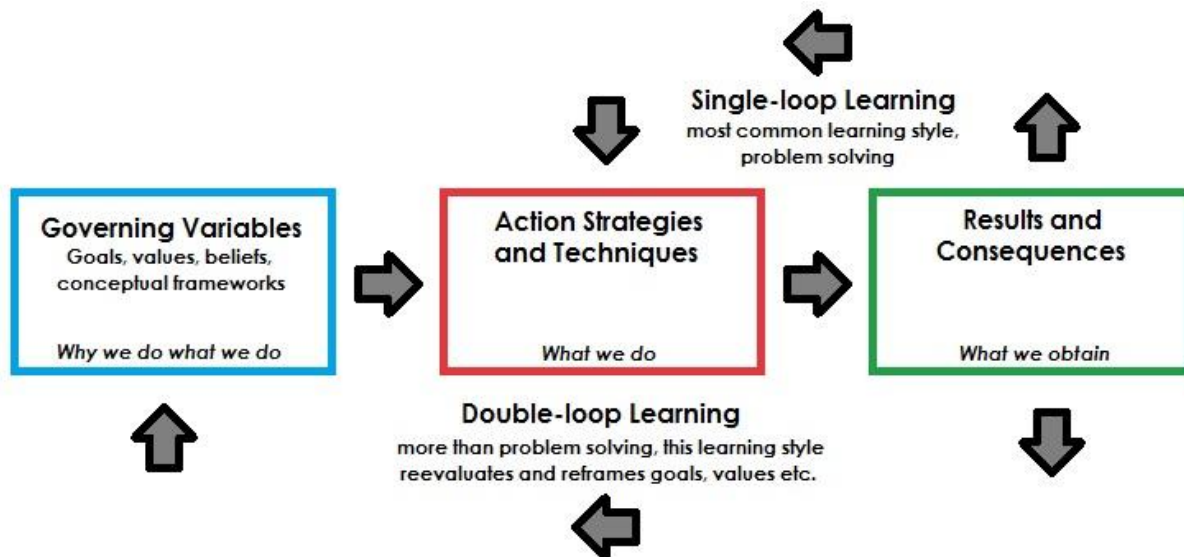 Single-loop Learning
most common learning style,
problem solving
Governing Variables
Goals, values, beliefs,
conceptual frameworks
Why we do what we do
Action Strategies
and Techniques
What we do
Results and
Consequences
What we obtain
Double-loop Learning
more than problem solving, this learning style
reevaluates and reframes goals, values etc.